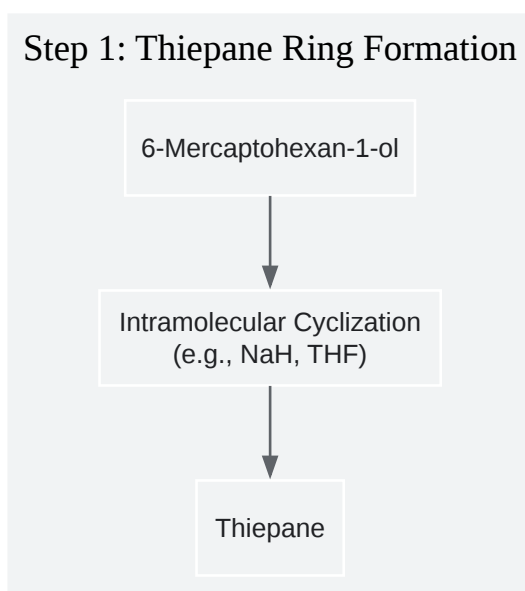 Step 1: Thiepane Ring Formation
6-Mercaptohexan-1-ol
Intramolecular Cyclization
(e.g., NaH, THF)
Thiepane